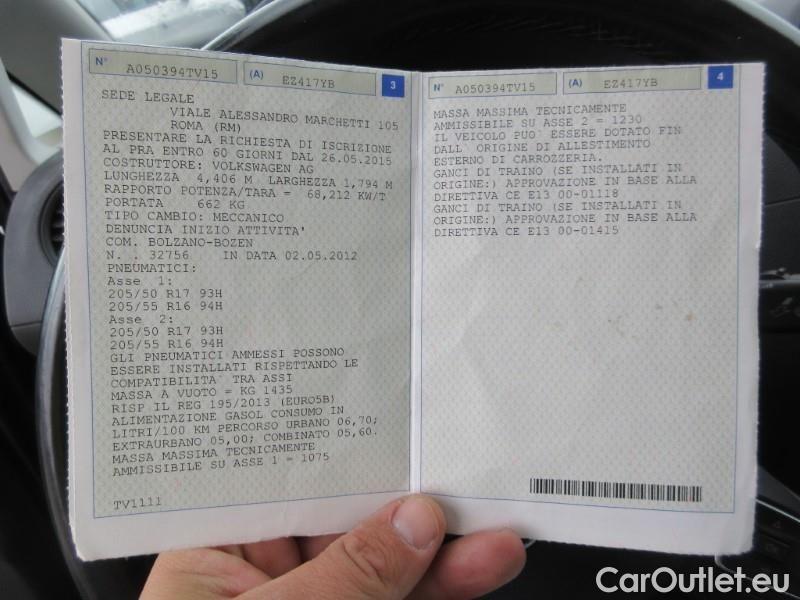 N° A050394TV15 (A) EZ417YB 3
SEDE LEGALE
VIALE ALESSANDRO MARCHETTI 105
ROMA (RM)
PRESENTARE LA RICHIESTA DI ISCRIZIONE
AL PRA ENTRO 60 GIORNI DAL 26.05.2015
COSTRUTTORE: VOLKSWAGEN AG
LUNGHEZZA 4,406 M LARGHEZZA 1,794 M
RAPPORTO POTENZA/TARA = 68,212 KW/T
PORTATA 662 KG
TIPO CAMBIO: MECCANICO
DENUNCIA INIZIO ATTIVITA'
COM. BOLZANO-BOZEN
N. . 32756 IN DATA 02.05.2012
PNEUMATICI:
Asse 1:
205/50 R17 93H
205/55 R16 94H
Asse 2:
205/50 R17 93H
205/55 R16 94H
GLI PNEUMATICI AMMESSI POSSONO
ESSERE INSTALLATI RISPETTANDO LE
COMPATIBILITA` TRA ASSI
MASSA A VUOTO = KG 1435
RISP IL REG 195/2013 (EURO5B)
ALIMENTAZIONE GASOL CONSUMO IN
LITRI/100 KM PERCORSO URBANO 06,70;
EXTRAURBANO 05,00; COMBINATO 05,60.
MASSA MASSIMA TECNICAMENTE
AMMISSIBILE SU ASSE 1 = 1075
TV1111
N° A050394TV15 (A) EZ417YB 4
MASSA MASSIMA TECNICAMENTE
AMMISSIBILE SU ASSE 2 = 1230
IL VEICOLO PUO` ESSERE DOTATO FIN
DALL` ORIGINE DI ALLESTIMENTO
ESTERNO DI CARROZZERIA.
GANCI DI TRAINO (SE INSTALLATI IN
ORIGINE:) APPROVAZIONE IN BASE ALLA
DIRETTIVA CE E13 00-01118
GANCI DI TRAINO (SE INSTALLATI IN
ORIGINE:) APPROVAZIONE IN BASE ALLA
DIRETTIVA CE E13 00-01415
CarOutlet.eu